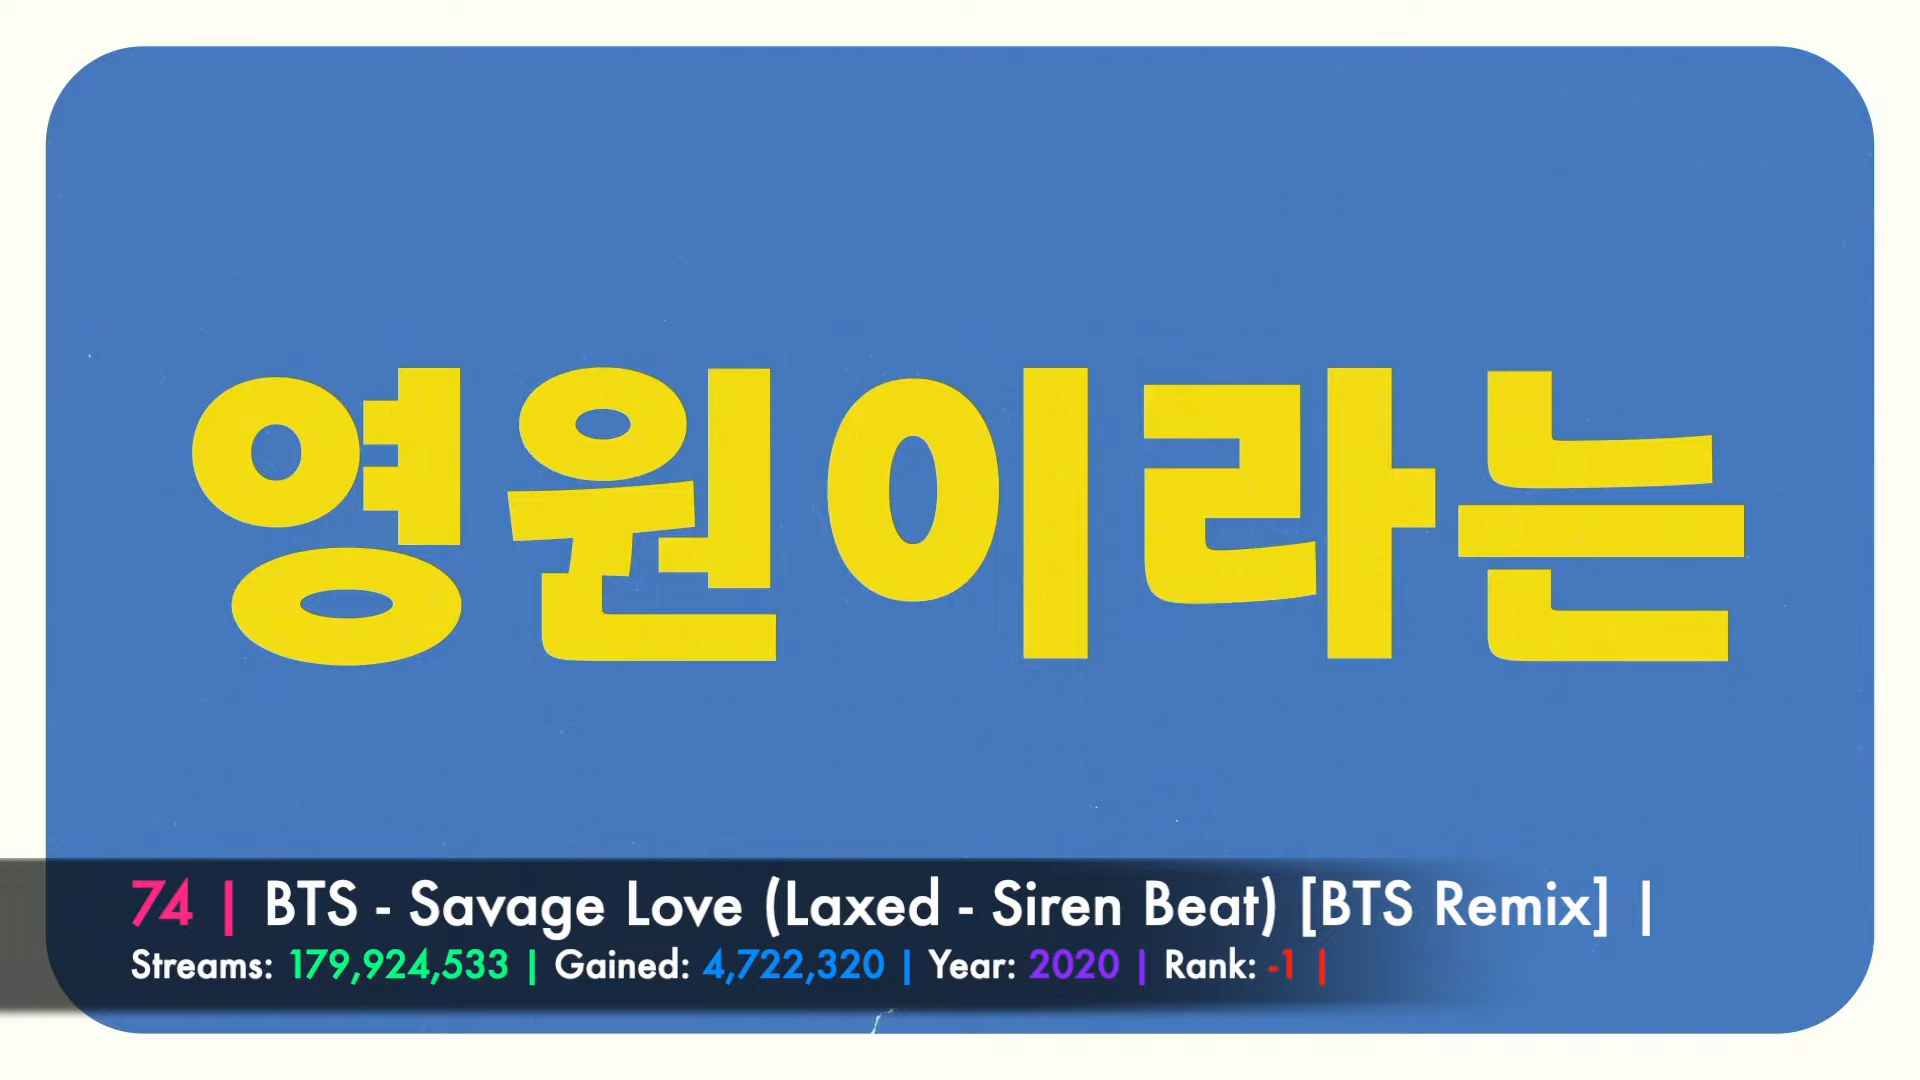 영원이라는
74 | BTS - Savage Love (Laxed - Siren Beat) [BTS Remix] |
Streams: 179,924,533 | Gained: 4,722,320 | Year: 2020 | Rank: -1 |